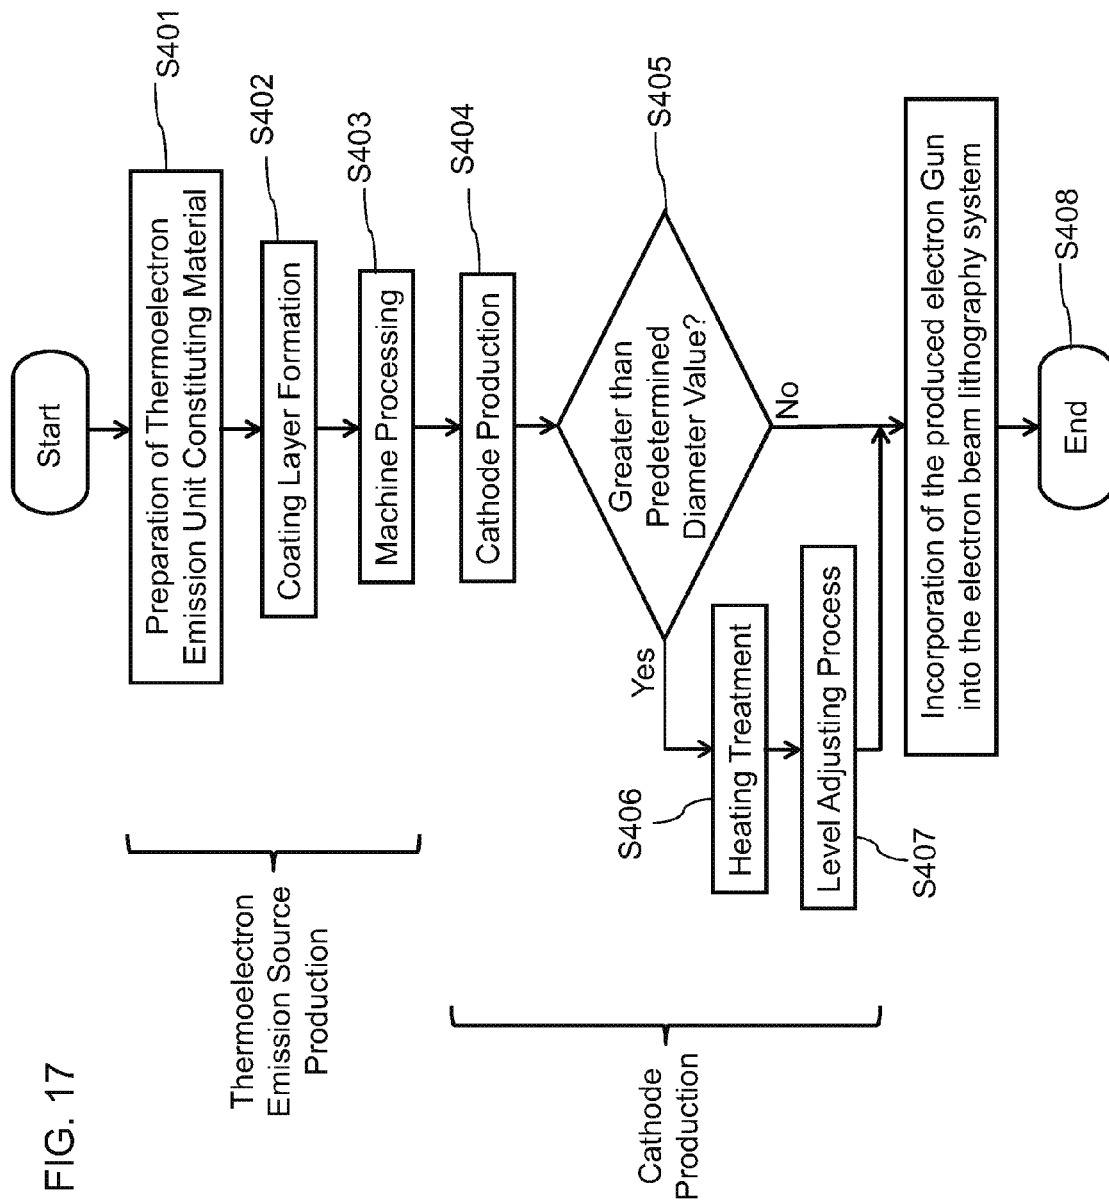 FIG. 17
Start
Preparation of Thermoelectron
Emission Unit Constituting Material
S401
Coating Layer Formation
S402
Machine Processing
S403
Thermoelectron
Emission Source
Production
Cathode Production
S404
Greater than
Predetermined
Diameter Value?
S405
Yes
No
S406
Heating Treatment
Level Adjusting Process
S407
Cathode
Production
Incorporation of the produced electron Gun
into the electron beam lithography system
S408
End